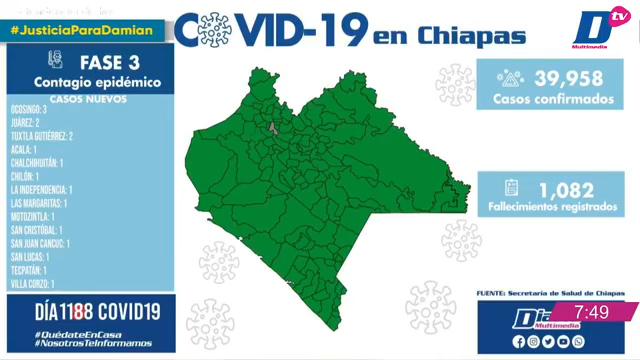 #JusticiaParaDamian
COVID-19 en Chiapas
D tv
Multimedia
FASE 3
Contagio epidémico
CASOS NUEVOS
OCOSINGO: 3
JUÁREZ: 2
TUXTLA GUTIÉRREZ: 2
ACALA: 1
CHALCHIHUITÁN: 1
CHILÓN: 1
LA INDEPENDENCIA: 1
LAS MARGARITAS: 1
MOTOZINTLA: 1
SAN CRISTÓBAL: 1
SAN JUAN CANCUC: 1
SAN LUCAS: 1
TECPATÁN: 1
VILLA CORZO: 1
DÍA 1188 COVID19
#QuédateEnCasa
#NosotrosTeInformamos
39,958
Casos confirmados
1,082
Fallecimientos registrados
FUENTE: Secretaría de Salud de Chiapas
Multimedia
7:49